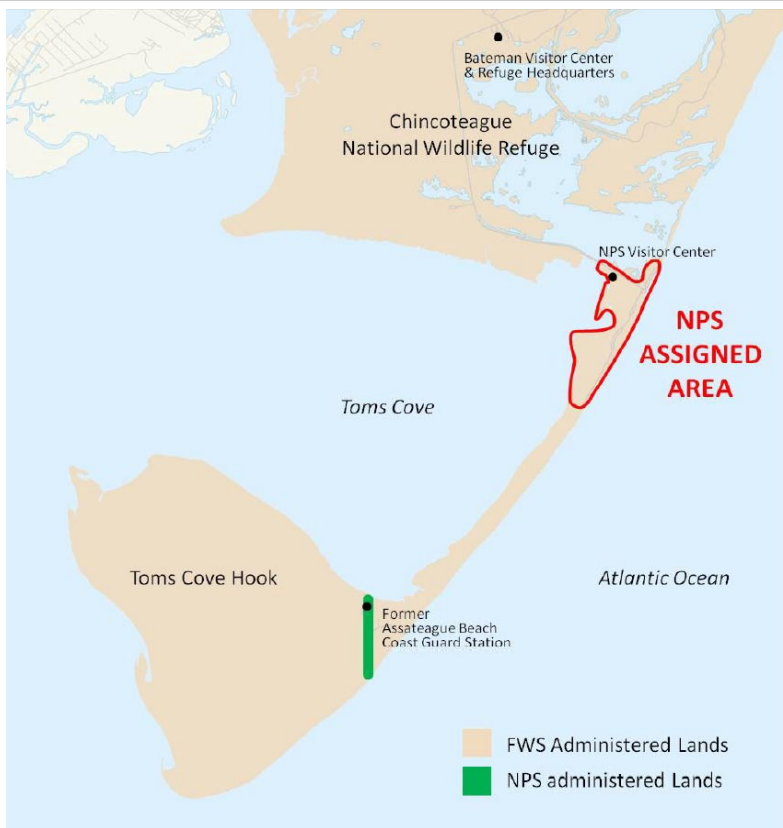 Bateman Visitor Center
& Refuge Headquarters
Chincoteague
National Wildlife Refuge
NPS Visitor Center
NPS
ASSIGNED
AREA
Toms Cove
Toms Cove Hook
Atlantic Ocean
Former
Assateague Beach
Coast Guard Station
FWS Administered Lands
NPS administered Lands